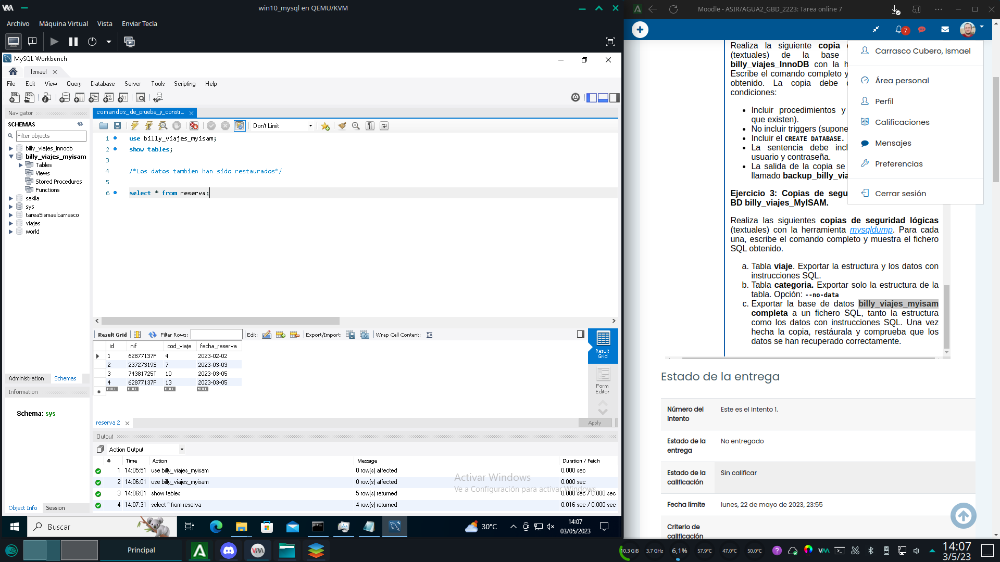 win10_mysql en QEMU/KVM
Archivo Máquina Virtual Vista Enviar Tecla
MySQL Workbench
Ismael
File Edit View Query Database Server Tools Scripting Help
Navigator
SCHEMAS
Filter objects
billy_viajes_innodb
billy_viajes_myisam
Tables
Views
Stored Procedures
Functions
sakila
sys
tarea5ismaelcarrasco
viajes
world
Administration Schemas
Information
Schema: sys
Object Info Session
comandos_de_prueba_y_constr...
Don't Limit
1 use billy_viajes_myisam;
2 show tables;
3
4 /*Los datos tambien han sido restaurados*/
5
6 select * from reserva;
Result Grid Filter Rows: Edit: Export/Import: Wrap Cell Content:
id nif cod_viaje fecha_reserva
1 62877137F 4 2023-02-02
2 23727319S 7 2023-03-03
3 74381725T 10 2023-03-05
4 62877137F 13 2023-03-05
NULL NULL NULL NULL
Result Grid
Form Editor
reserva 2
Apply
Output
Action Output
# Time Action Message Duration / Fetch
1 14:05:51 use billy_viajes_myisam 0 row(s) affected 0.000 sec
2 14:06:01 use billy_viajes_myisam 0 row(s) affected 0.000 sec
3 14:06:01 show tables 5 row(s) returned 0.000 sec / 0.000 sec
4 14:07:31 select * from reserva 4 row(s) returned 0.016 sec / 0.000 sec
Activar Windows
Ve a Configuración para activar Windows.
Buscar
30°C
14:07
03/05/2023
Moodle - ASIR/AGUA2_GBD_2223: Tarea online 7
7
Realiza la siguiente copia
(textuales) de la base
billy_viajes_InnoDB con la h
Escribe el comando completo y
obtenido. La copia debe
condiciones:
Incluir procedimientos y
que existen).
No incluir triggers (supone
Incluir el CREATE DATABASE.
La sentencia debe incl
usuario y contraseña.
La salida de la copia se
llamado backup_billy_via
Ejercicio 3: Copias de segu
BD billy_viajes_MyISAM.
Realiza las siguientes copias de seguridad lógicas
(textuales) con la herramienta mysqldump. Para cada
una, escribe el comando completo y muestra el fichero
SQL obtenido.
a. Tabla viaje. Exportar la estructura y los datos con
instrucciones SQL.
b. Tabla categoria. Exportar solo la estructura de la
tabla. Opción: --no-data
c. Exportar la base de datos billy_viajes_myisam
completa a un fichero SQL, tanto la estructura
como los datos con instrucciones SQL. Una vez
hecha la copia, restáurala y comprueba que los
datos se han recuperado correctamente.
Carrasco Cubero, Ismael
Área personal
Perfil
Calificaciones
Mensajes
Preferencias
Cerrar sesión
Estado de la entrega
Número del intento Este es el intento 1.
Estado de la entrega No entregado
Estado de la calificación Sin calificar
Fecha límite lunes, 22 de mayo de 2023, 23:55
Criterio de calificación
Principal
10,3 GiB 3,7 GHz 6,1% 57,9°C 47,0°C 50,0°C
14:07
3/5/23